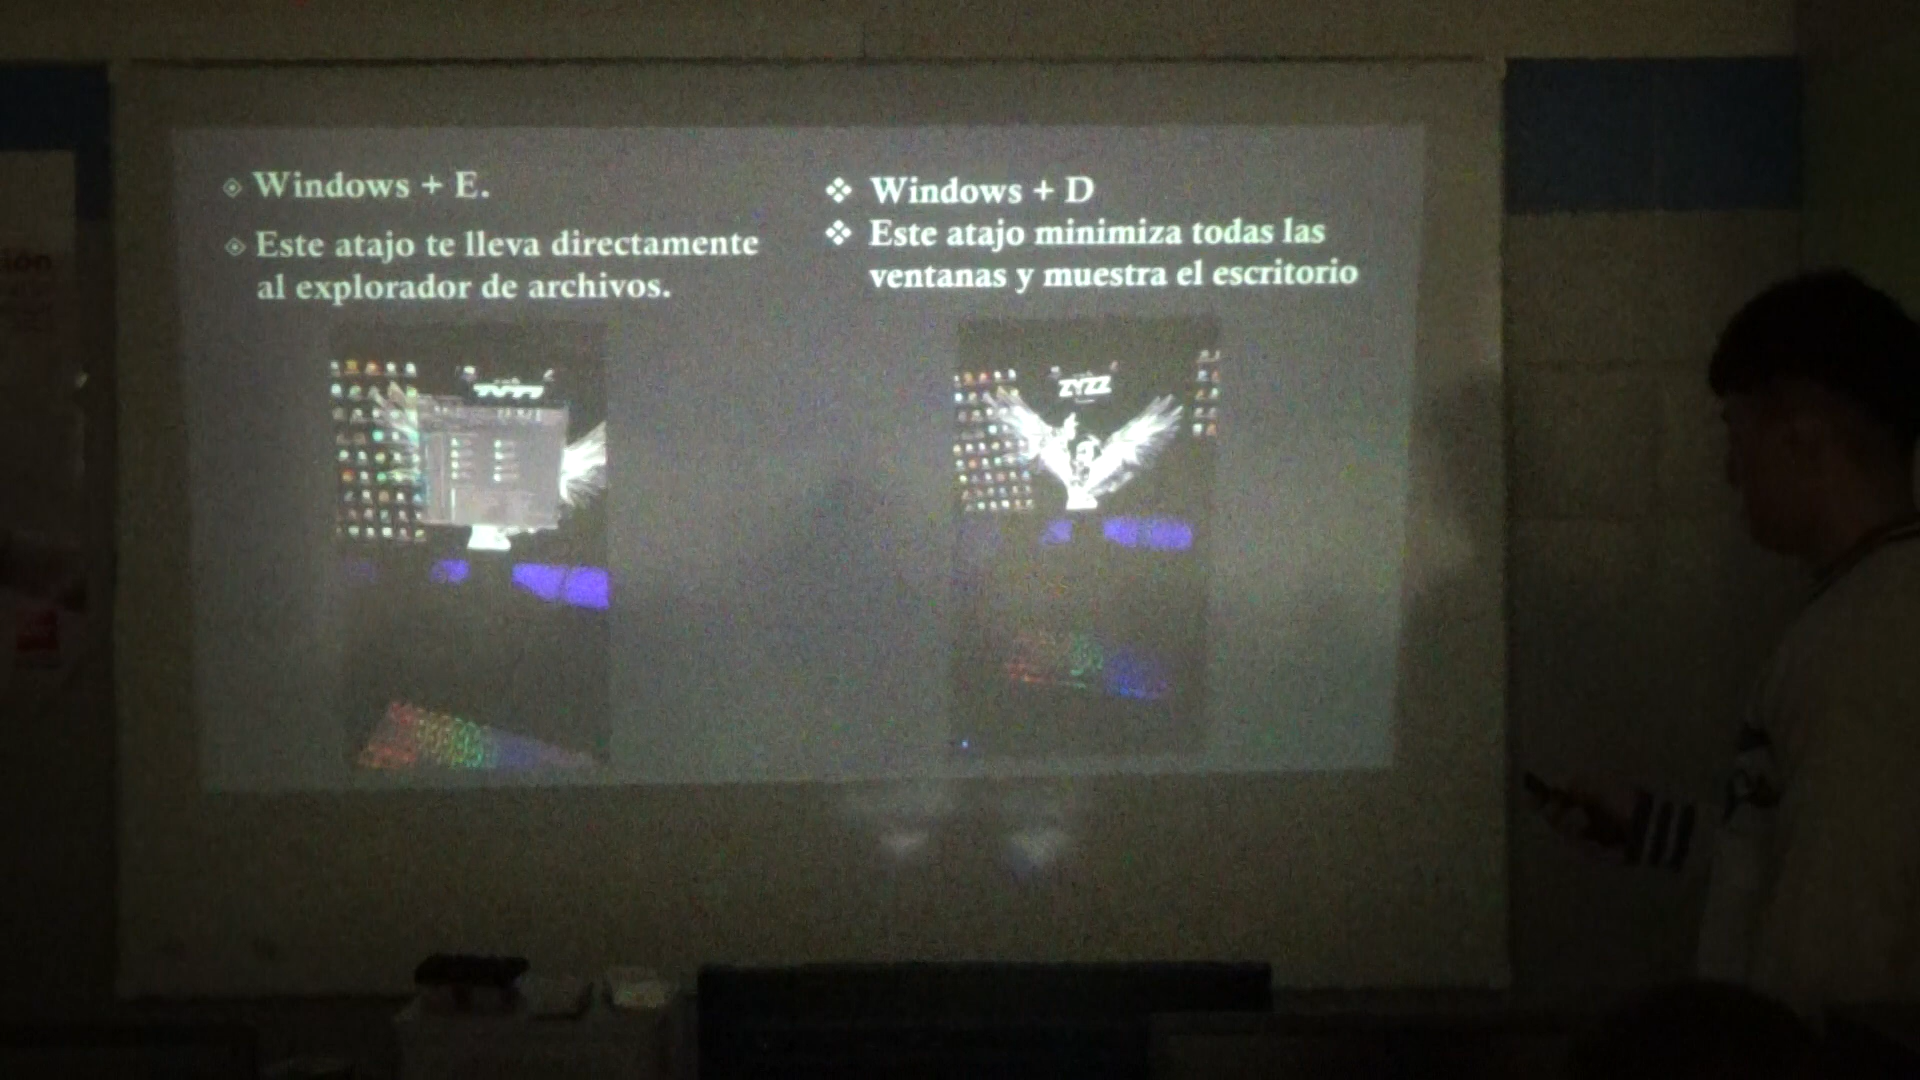 Windows + E.
Este atajo te lleva directamente
al explorador de archivos.
Windows + D
Este atajo minimiza todas las
ventanas y muestra el escritorio
ZYZZ
ión